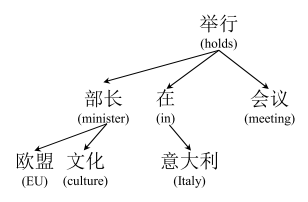 举行
(holds)
部长 在 会议
(minister) (in) (meeting)
欧盟 文化 意大利
(EU) (culture) (Italy)